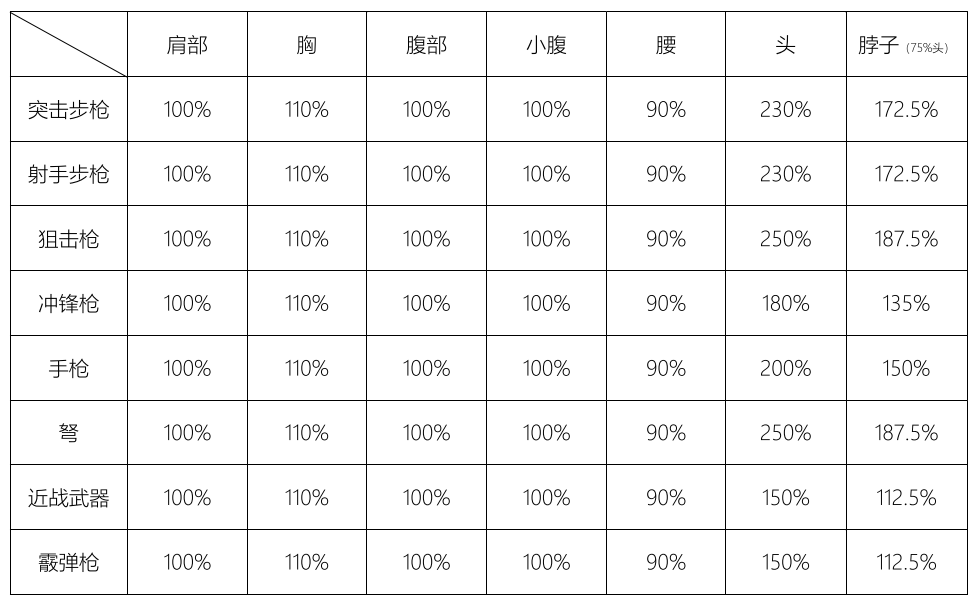 肩部 胸 腹部 小腹 腰 头 脖子 (75%头)
突击步枪 100% 110% 100% 100% 90% 230% 172.5%
射手步枪 100% 110% 100% 100% 90% 230% 172.5%
狙击枪 100% 110% 100% 100% 90% 250% 187.5%
冲锋枪 100% 110% 100% 100% 90% 180% 135%
手枪 100% 110% 100% 100% 90% 200% 150%
弩 100% 110% 100% 100% 90% 250% 187.5%
近战武器 100% 110% 100% 100% 90% 150% 112.5%
霰弹枪 100% 110% 100% 100% 90% 150% 112.5%